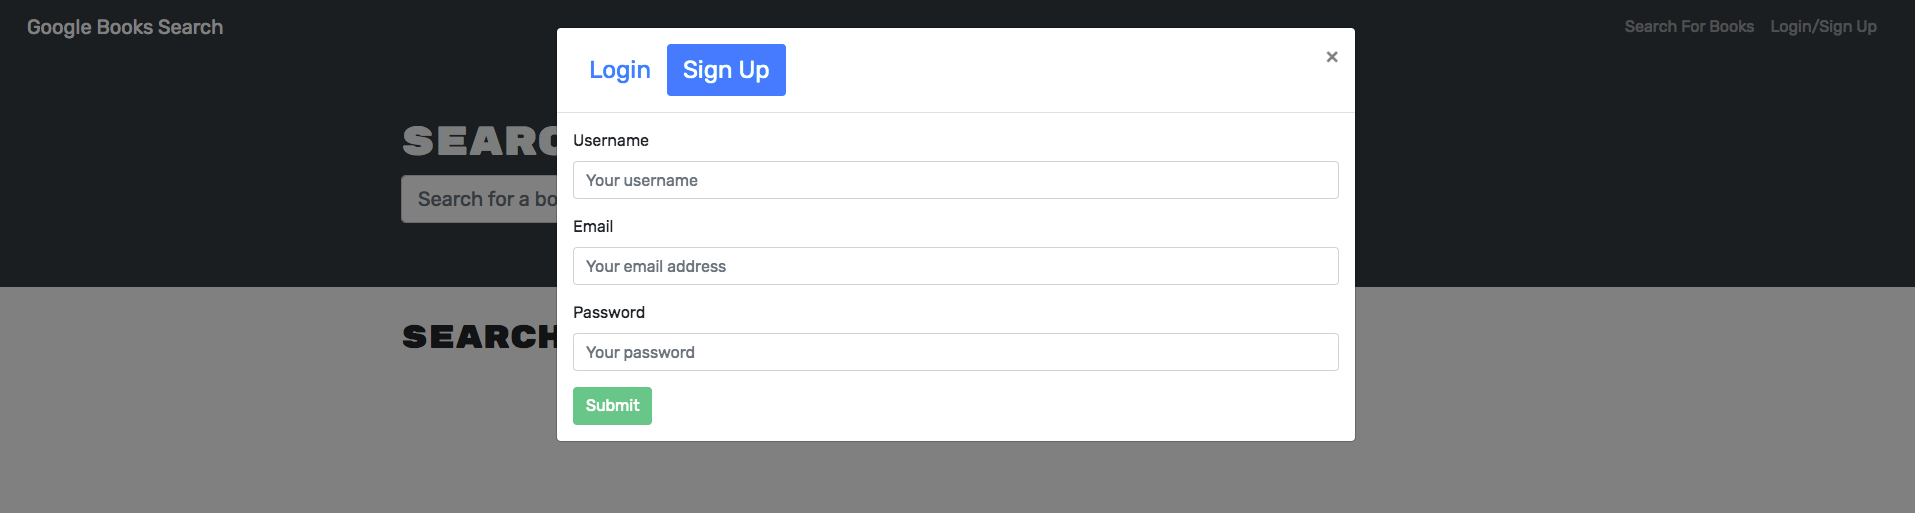 Google Books Search
Search For Books Login/Sign Up
Login Sign Up ×
SEARC
Search for a bo
Username
Your username
Email
Your email address
Password
Your password
SEARCH
Submit